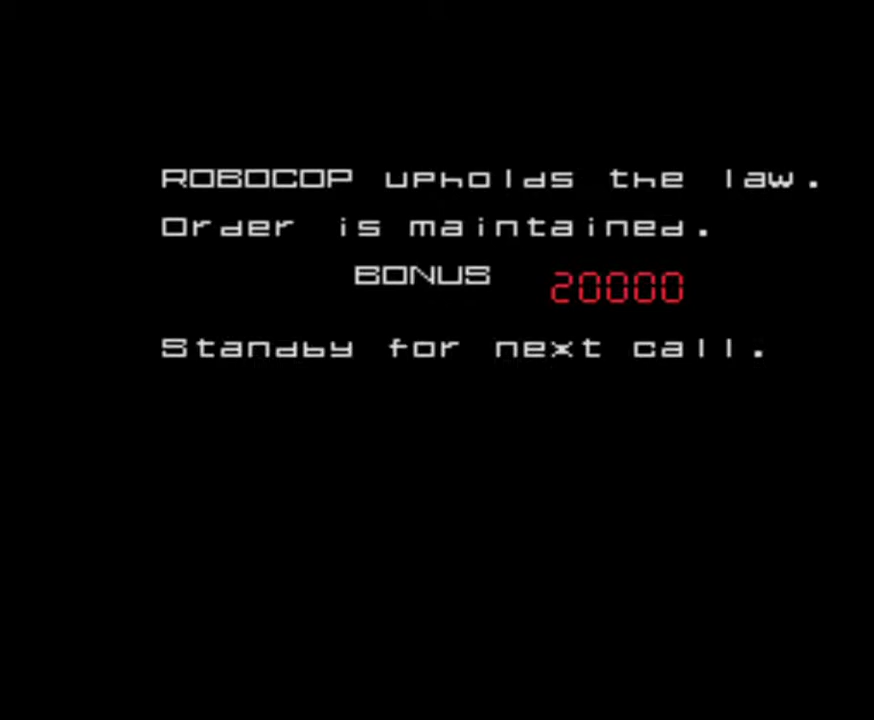 ROBOCOP upholds the law.
Order is maintained.
BONUS 20000
Standby for next call.